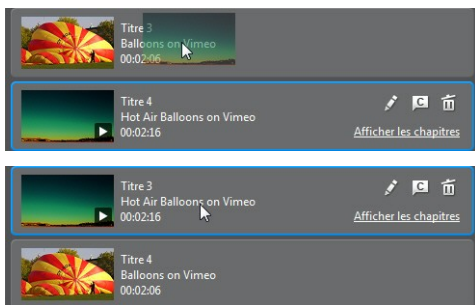 Titre 3
Balloons on Vimeo
00:02:06
Titre 4
Hot Air Balloons on Vimeo
00:02:16
C
Afficher les chapitres
Titre 3
Hot Air Balloons on Vimeo
00:02:16
C
Afficher les chapitres
Titre 4
Balloons on Vimeo
00:02:06